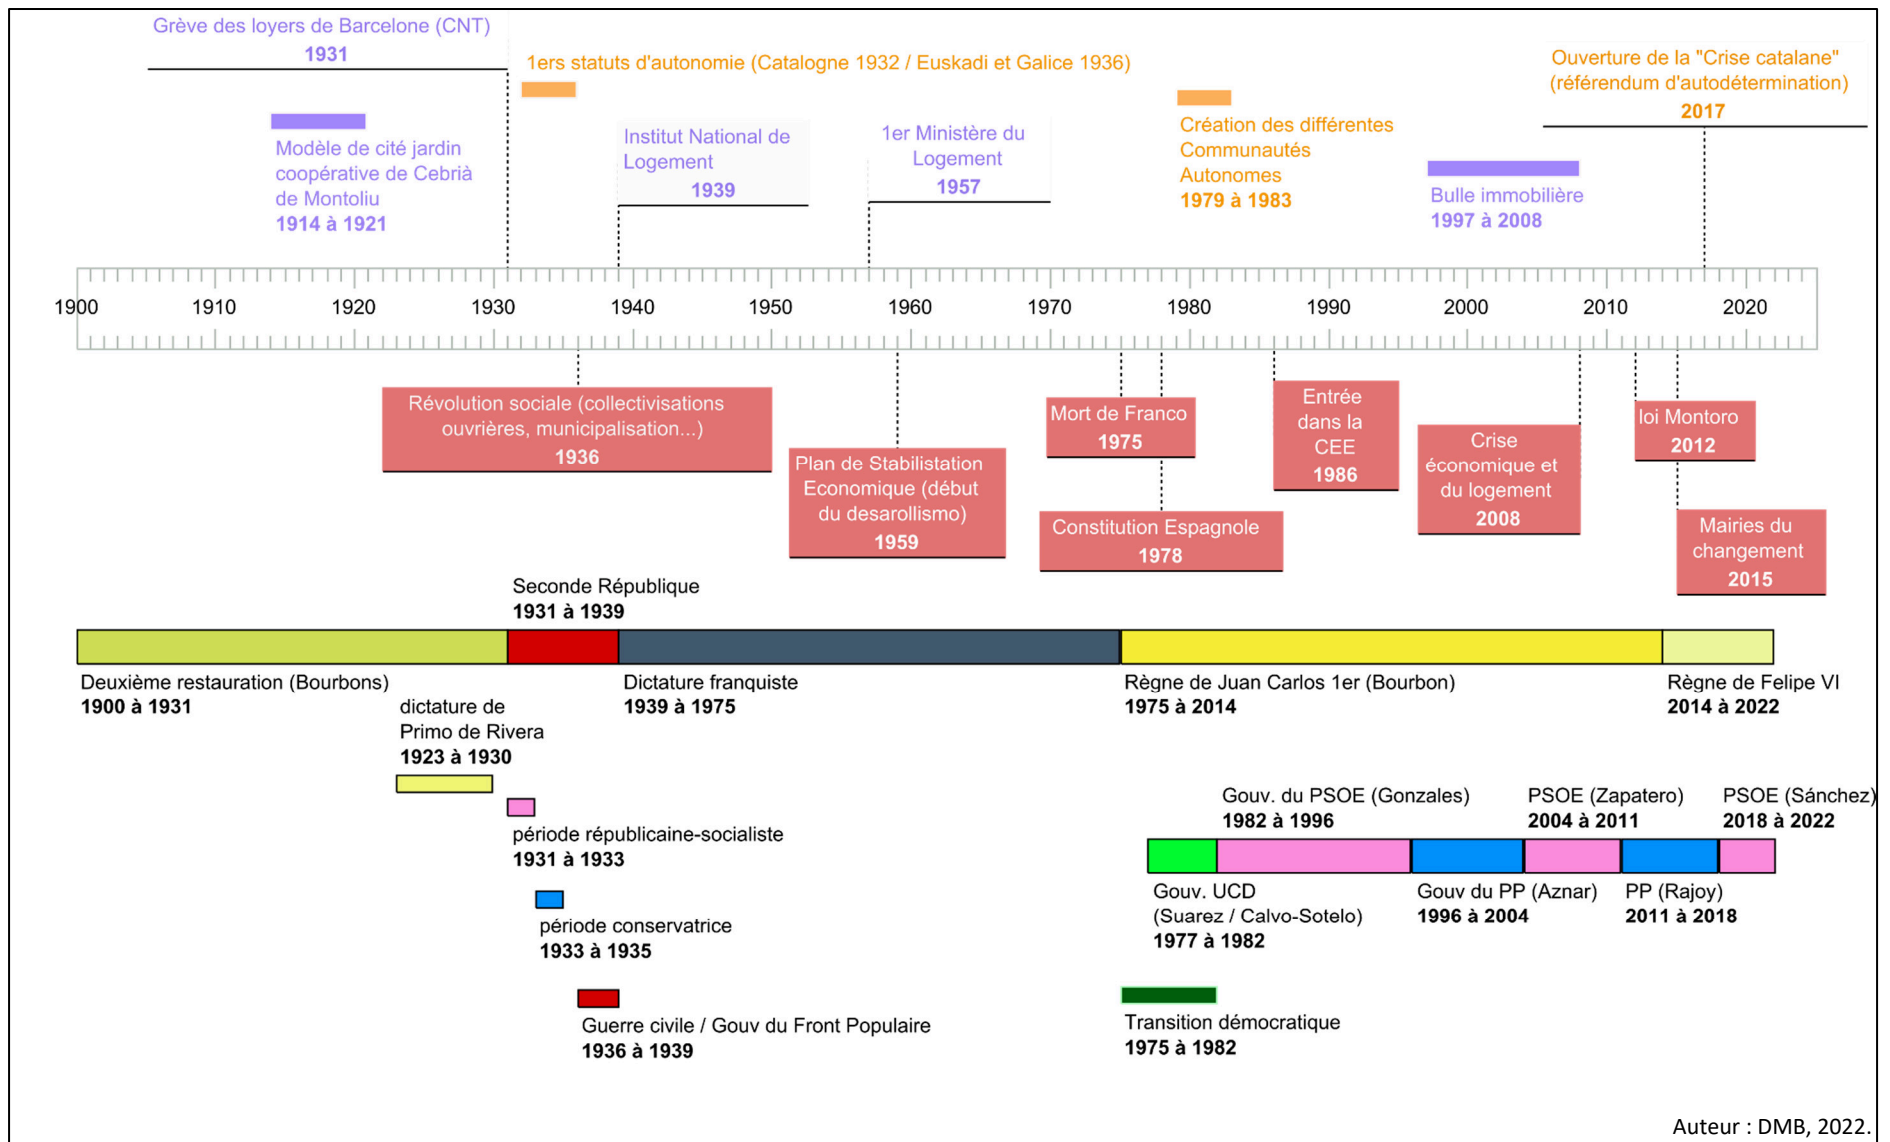 Grève des loyers de Barcelone (CNT)
1931
1ers statuts d'autonomie (Catalogne 1932 / Euskadi et Galice 1936)
Ouverture de la "Crise catalane"
(référendum d'autodétermination)
2017
Modèle de cité jardin
coopérative de Cebrià
de Montoliu
1914 à 1921
Institut National de
Logement
1939
1er Ministère du
Logement
1957
Création des différentes
Communautés
Autonomes
1979 à 1983
Bulle immobilière
1997 à 2008
1900 1910 1920 1930 1940 1950 1960 1970 1980 1990 2000 2010 2020
Révolution sociale (collectivisations
ouvrières, municipalisation...)
1936
Plan de Stabilistation
Economique (début
du desarollismo)
1959
Mort de Franco
1975
Constitution Espagnole
1978
Entrée
dans la
CEE
1986
Crise
économique et
du logement
2008
loi Montoro
2012
Mairies du
changement
2015
Seconde République
1931 à 1939
Deuxième restauration (Bourbons)
1900 à 1931
Dictature franquiste
1939 à 1975
Règne de Juan Carlos 1er (Bourbon)
1975 à 2014
Règne de Felipe VI
2014 à 2022
dictature de
Primo de Rivera
1923 à 1930
période républicaine-socialiste
1931 à 1933
période conservatrice
1933 à 1935
Guerre civile / Gouv du Front Populaire
1936 à 1939
Gouv. du PSOE (Gonzales)
1982 à 1996
PSOE (Zapatero)
2004 à 2011
PSOE (Sánchez)
2018 à 2022
Gouv. UCD
(Suarez / Calvo-Sotelo)
1977 à 1982
Gouv du PP (Aznar)
1996 à 2004
PP (Rajoy)
2011 à 2018
Transition démocratique
1975 à 1982
Auteur : DMB, 2022.